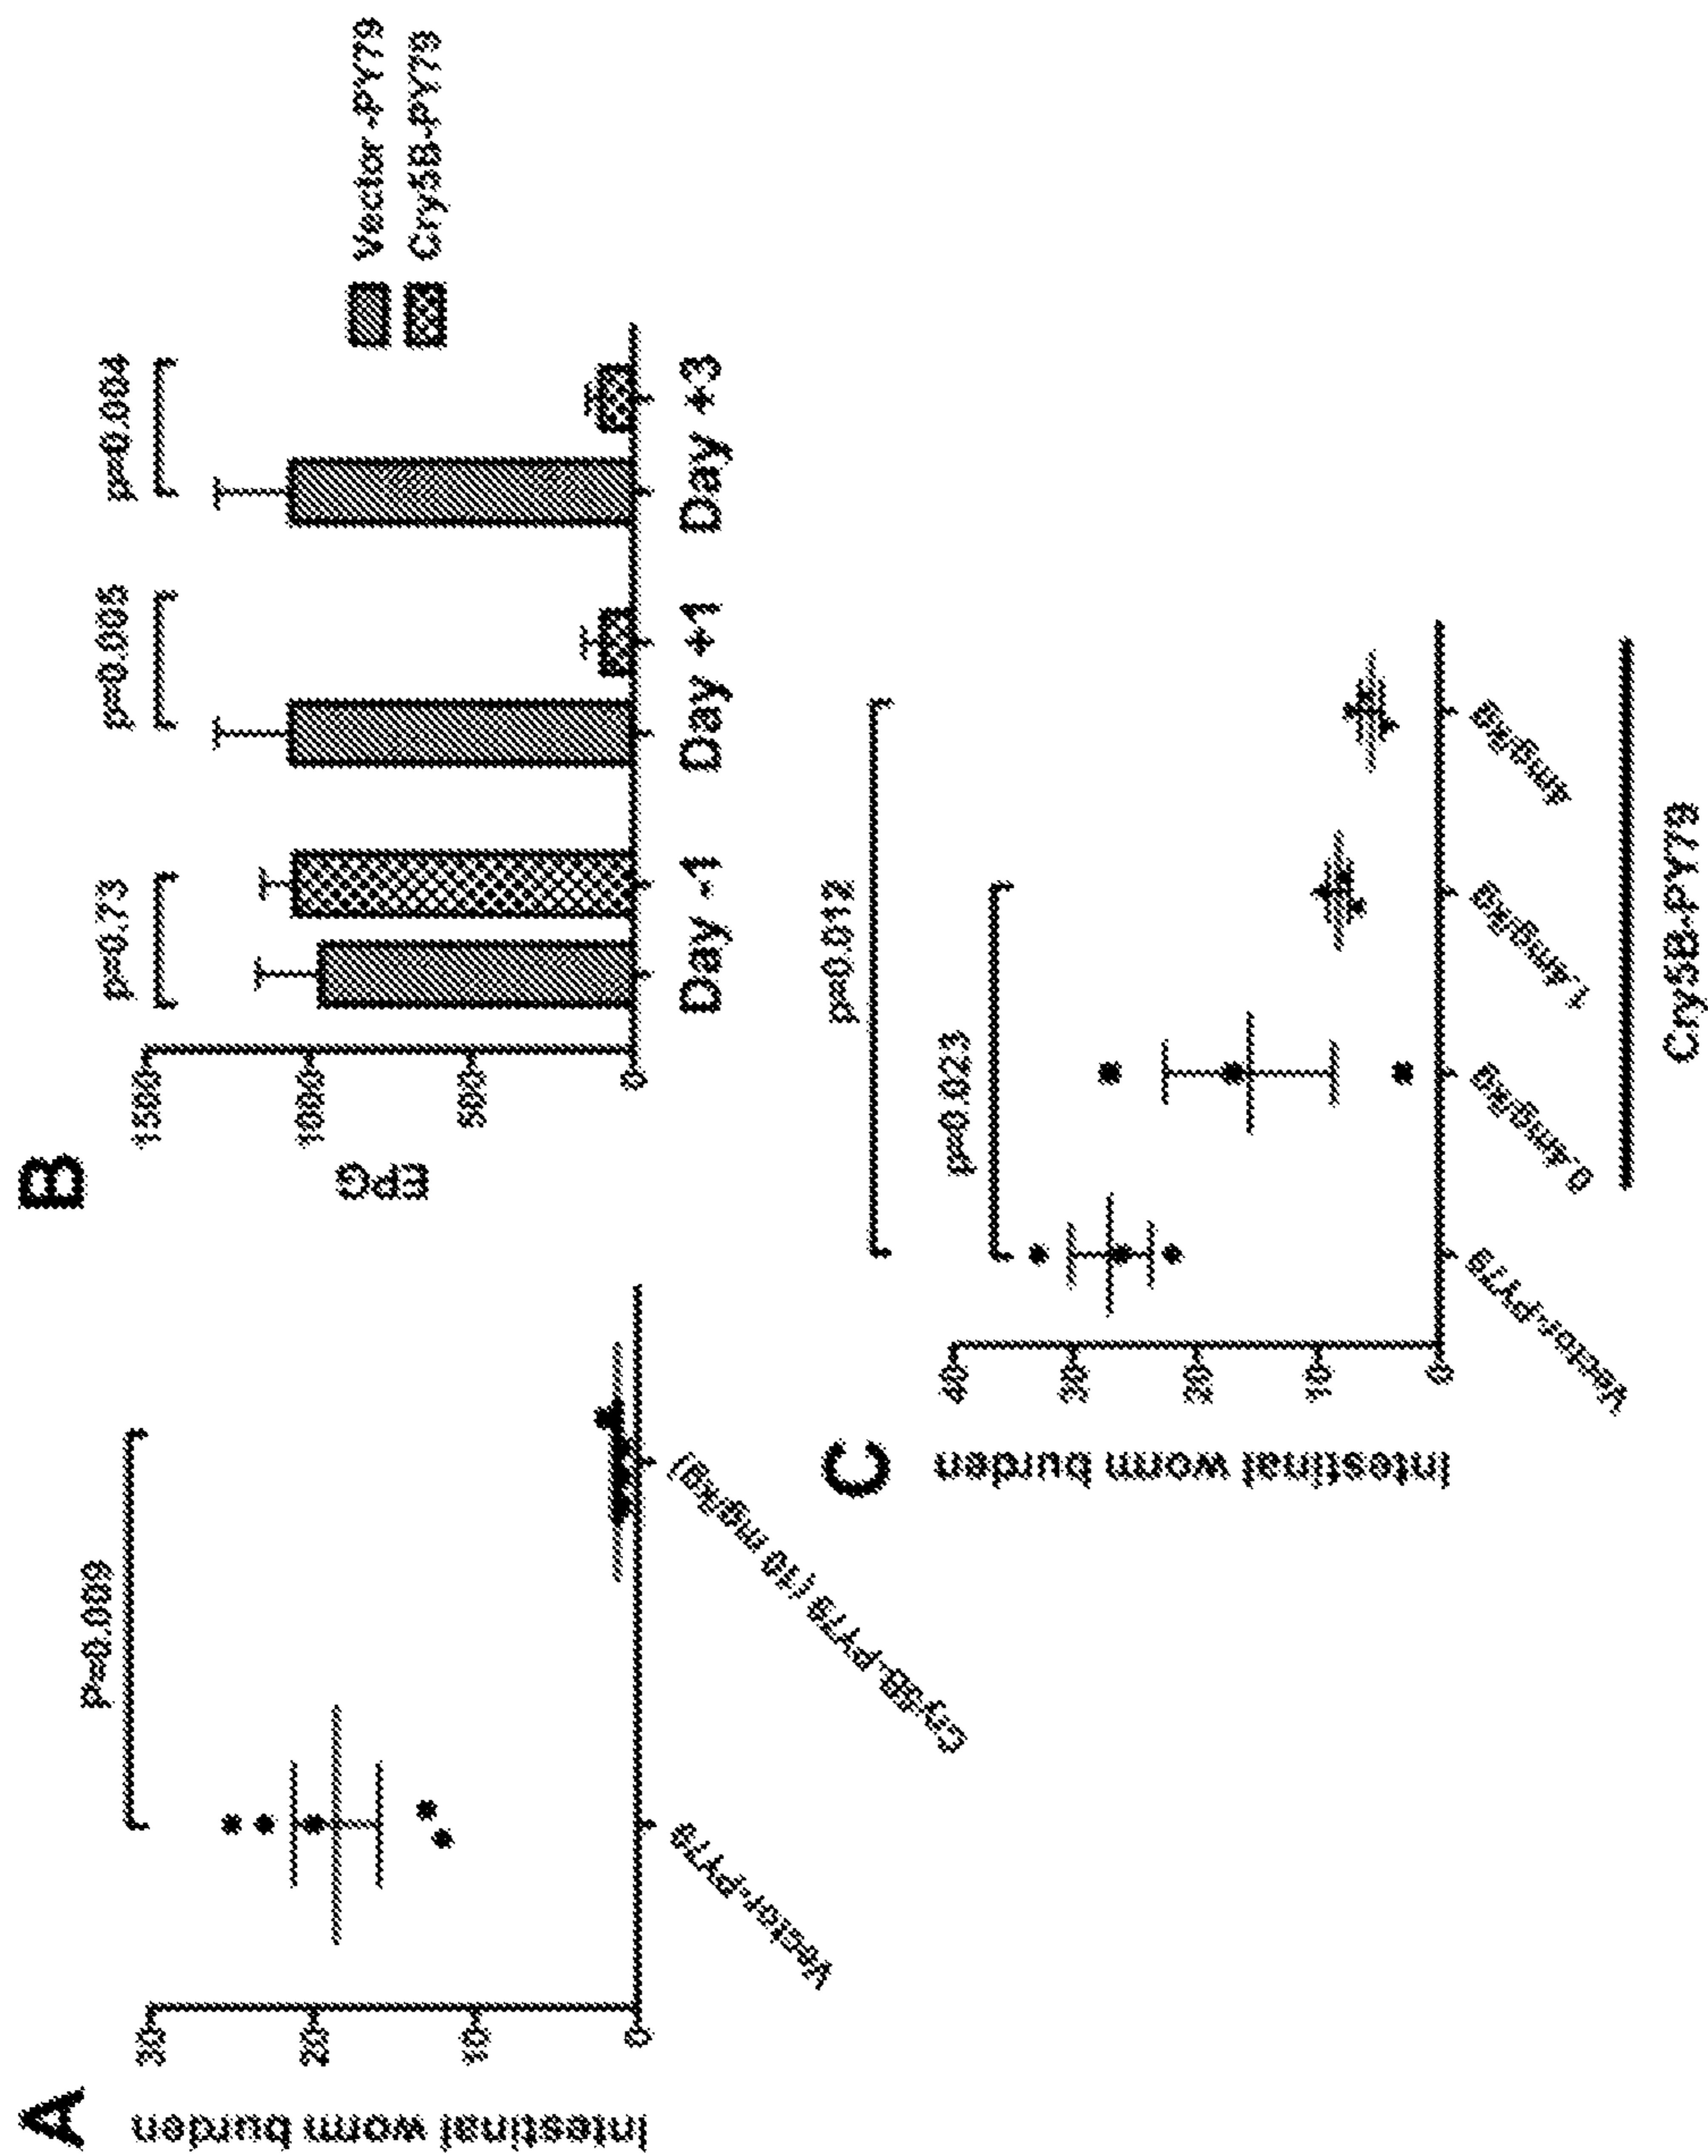 A
intestinal worm burden
30
20
10
0
P=0.009
Vector-PY79
Cry5B-PY79 (10 mg/kg)
B
EPG
1500
1000
500
0
p=0.73
p=0.005
p=0.004
Day -1
Day +1
Day +3
Vector-PY79
Cry5B-PY79
C
intestinal worm burden
40
30
20
10
0
p=0.012
p=0.023
Vector-PY79
0.4mg/kg
1.4mg/kg
4mg/kg
Cry5B-PY79